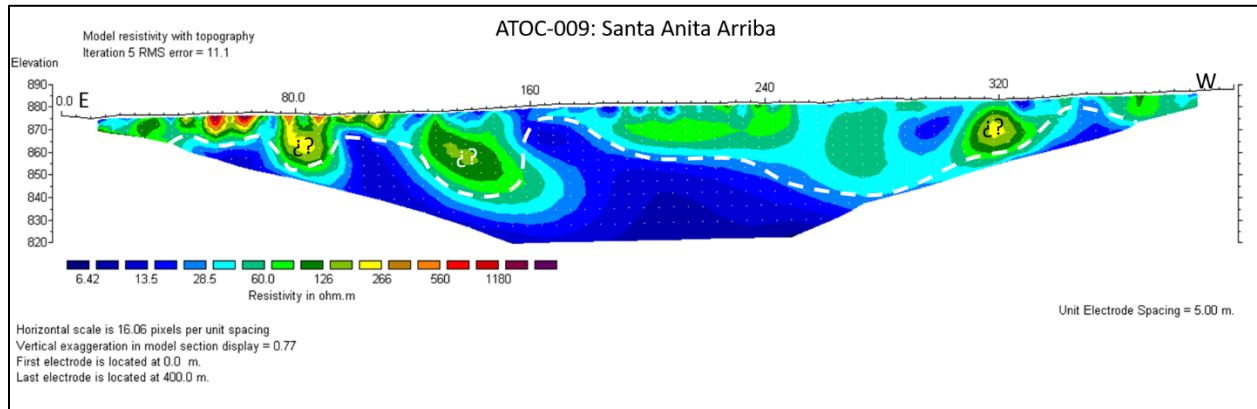 ATOC-009: Santa Anita Arriba
Model resistivity with topography
Iteration 5 RMS error = 11.1
Elevation
890
880
870
860
850
840
830
820
0.0
E
80.0
160
240
320
W
¿?
¿?
¿?
6.42 13.5 28.5 60.0 126 266 560 1180
Resistivity in ohm.m
Unit Electrode Spacing = 5.00 m.
Horizontal scale is 16.06 pixels per unit spacing
Vertical exaggeration in model section display = 0.77
First electrode is located at 0.0 m.
Last electrode is located at 400.0 m.